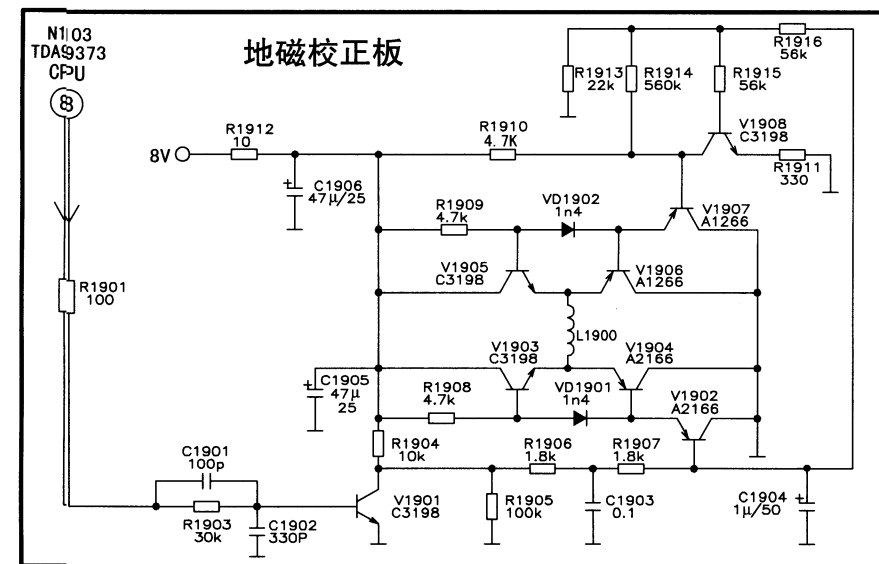 N1103
TDA9373
CPU
8
地磁校正板
8V
R1912
10
C1906
47μ/25
R1910
4.7K
R1913
22k
R1914
560k
R1915
56k
R1916
56k
V1908
C3198
R1911
330
R1909
4.7k
VD1902
1n4
V1907
A1266
V1905
C3198
V1906
A1266
R1901
100
L1900
V1903
C3198
V1904
A2166
C1905
47μ
25
R1908
4.7k
VD1901
1n4
V1902
A2166
R1904
10k
R1906
1.8k
R1907
1.8k
C1901
100p
R1903
30k
C1902
330P
V1901
C3198
R1905
100k
C1903
0.1
C1904
1μ/50